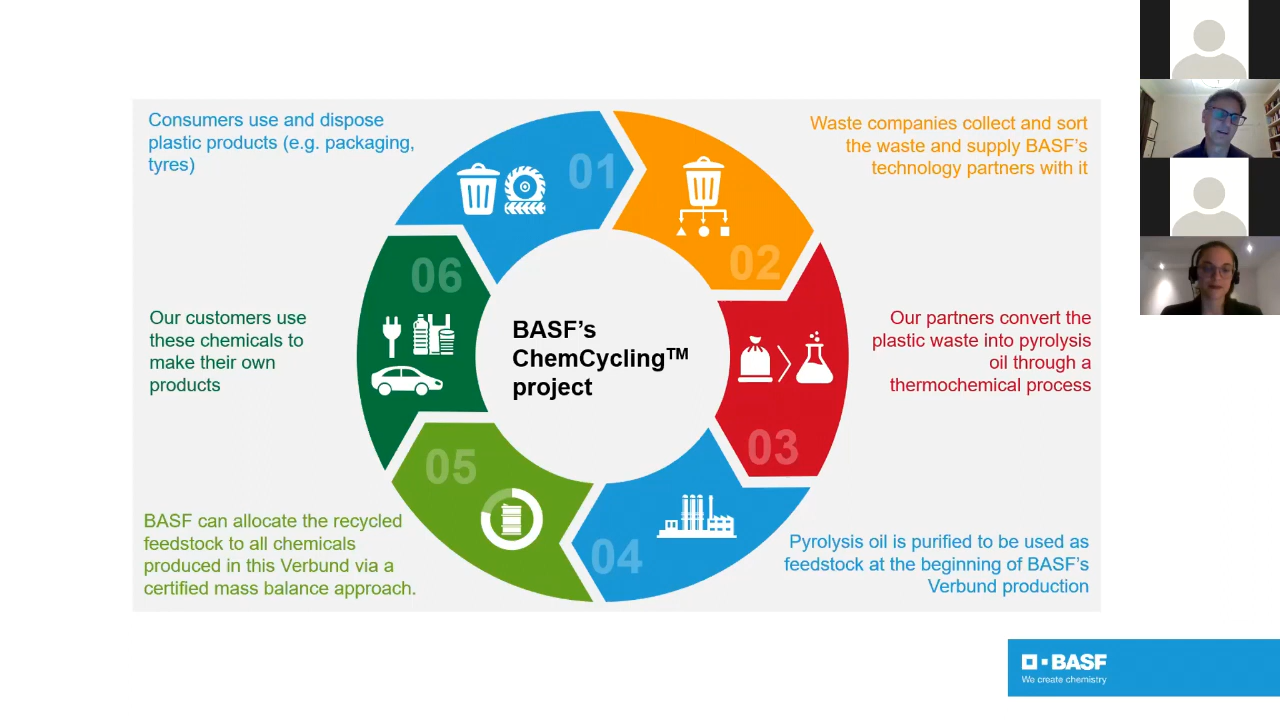 Consumers use and dispose
plastic products (e.g. packaging,
tyres)
01
Waste companies collect and sort
the waste and supply BASF's
technology partners with it
02
Our partners convert the
plastic waste into pyrolysis
oil through a
thermochemical process
03
Pyrolysis oil is purified to be used as
feedstock at the beginning of BASF's
Verbund production
04
BASF can allocate the recycled
feedstock to all chemicals
produced in this Verbund via a
certified mass balance approach.
05
Our customers use
these chemicals to
make their own
products
06
BASF's
ChemCycling™
project
BASF
We create chemistry